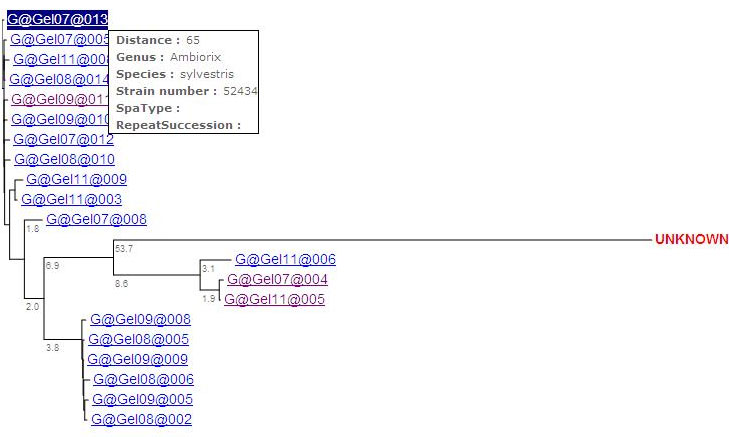 G@Gel07@013
G@Gel07@005
Distance : 65
G@Gel11@008
Genus : Ambiorix
Species : sylvestris
G@Gel08@014
Strain number : 52434
G@Gel09@011
SpaType :
G@Gel09@010
RepeatSuccession :
G@Gel07@012
G@Gel08@010
G@Gel11@009
G@Gel11@003
G@Gel07@008
1.8
UNKNOWN
53.7
G@Gel11@006
6.9
3.1
G@Gel07@004
8.6
G@Gel11@005
1.9
2.0
G@Gel09@008
G@Gel08@005
3.8
G@Gel09@009
G@Gel08@006
G@Gel09@005
G@Gel08@002